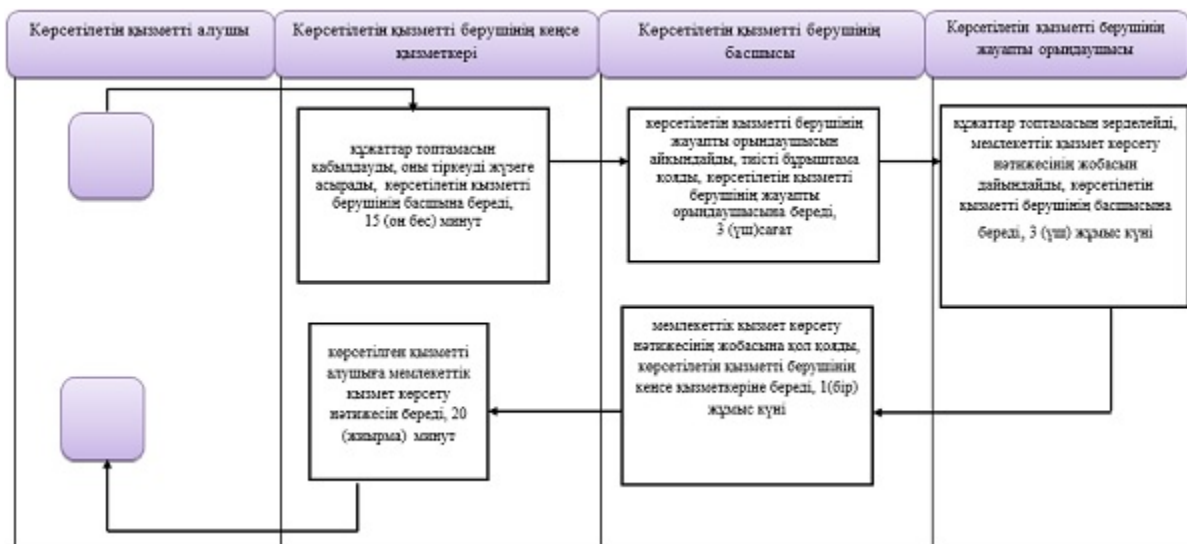 Көрсетілетін қызметті алушы
Көрсетілетін қызметті берушінің кеңсе
қызметкері
Көрсетілетін қызметті берушінің
басшысы
Көрсетілетін қызметті берушінің
жауапты орындаушысы
құжаттар топтамасын
қабылдауды, оны тіркеуді жүзеге
асырады, көрсетілетін қызметті
берушінің басшына береді,
15 (он бес) минут
көрсетілетін қызметті берушінің
жауапты орындаушысын
айқындайды, тиісті бұрыштама
қояды, көрсетілетін қызметті
берушінің жауапты
орындаушысына береді,
3 (үш)сағат
құжаттар топтамасын зерделейді,
мемлекеттік қызмет көрсету
нәтижесінің жобасын
дайындайды, көрсетілетін
қызметті берушінің басшысына
береді, 3 (үш) жұмыс күні
көрсетілген қызметті
алушыға мемлекеттік
қызмет көрсету
нәтижесін береді, 20
(жиырма) минут
мемлекеттік қызмет көрсету
нәтижесінің жобасына қол қояды,
көрсетілетін қызметті берушінің
кеңсе қызметкеріне береді, 1(бір)
жұмыс күні